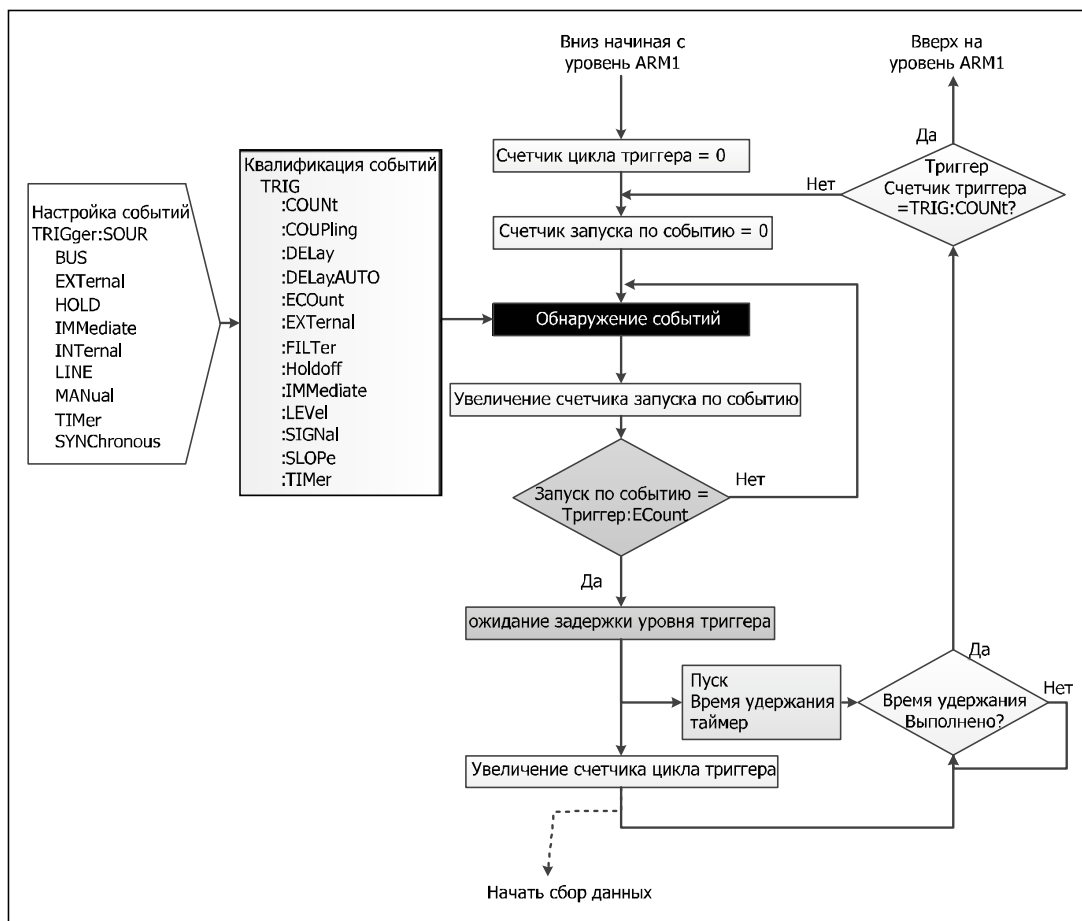 Вниз начиная с
уровень ARM1
Вверх на
уровень ARM1
Да
Счетчик цикла триггера = 0
Триггер
Счетчик триггера
=TRIG:COUNt?
Нет
Счетчик запуска по событию = 0
Настройка событий
TRIGger:SOUR
BUS
EXTernal
HOLD
IMMediate
INTernal
LINE
MANual
TIMer
SYNChronous
Квалификация событий
TRIG
:COUNt
:COUPling
:DELay
:DELay:AUTO
:ECOunt
:EXTernal
:FILTer
:Holdoff
:IMMediate
:LEVel
:SIGNal
:SLOPe
:TIMer
Обнаружение событий
Увеличение счетчика запуска по событию
Запуск по событию =
Триггер:ECount
Нет
Да
ожидание задержки уровня триггера
Пуск
Время удержания
таймер
Да
Время удержания
Выполнено?
Нет
Увеличение счетчика цикла триггера
Начать сбор данных